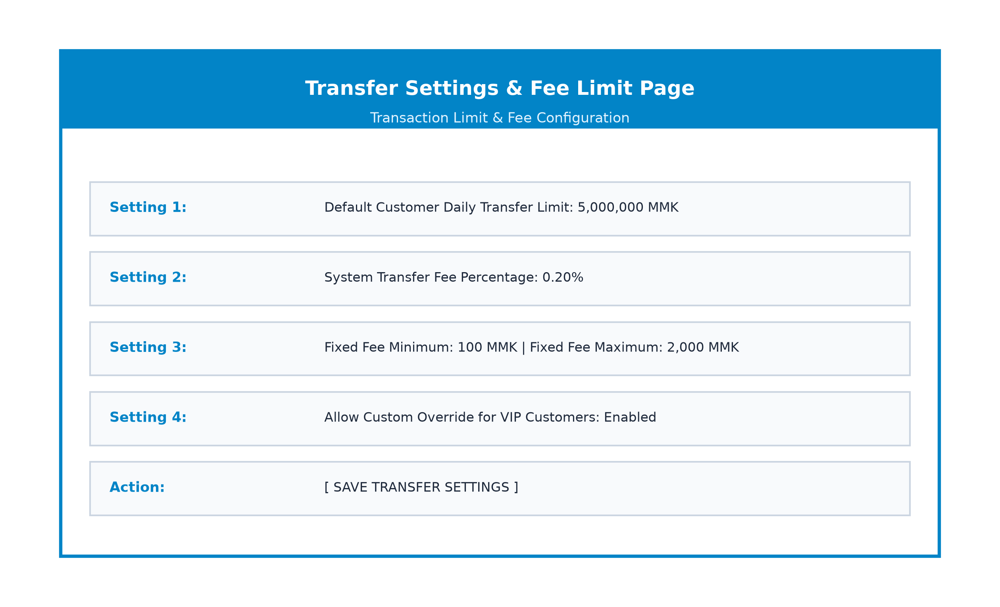 Transfer Settings & Fee Limit Page
Transaction Limit & Fee Configuration
Setting 1: Default Customer Daily Transfer Limit: 5,000,000 MMK
Setting 2: System Transfer Fee Percentage: 0.20%
Setting 3: Fixed Fee Minimum: 100 MMK | Fixed Fee Maximum: 2,000 MMK
Setting 4: Allow Custom Override for VIP Customers: Enabled
Action: [ SAVE TRANSFER SETTINGS ]